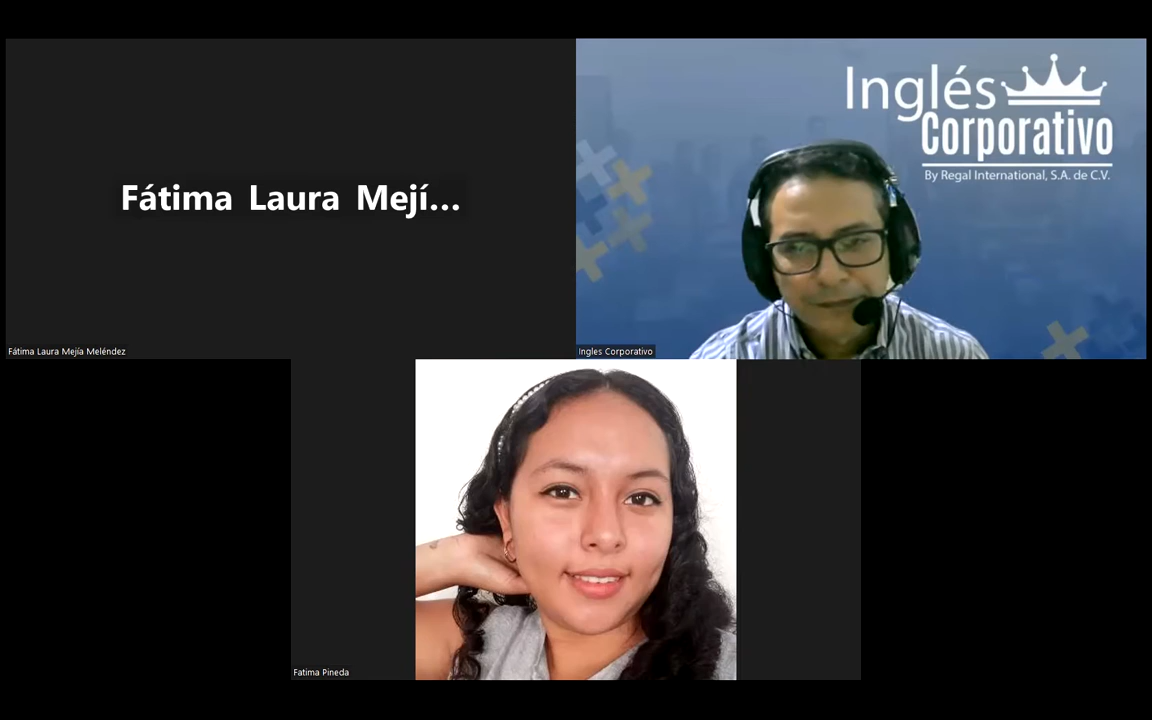 Fátima Laura Mejí...
Fátima Laura Mejía Meléndez
Inglés
Corporativo
By Regal International, S.A. de C.V.
Ingles Corporativo
Fatima Pineda